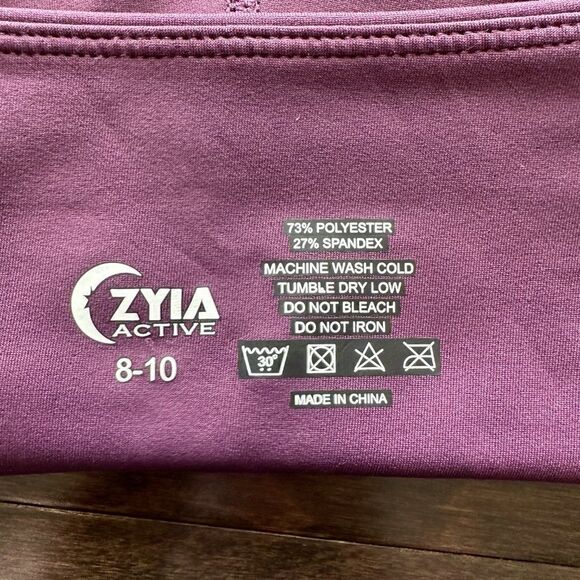 ZYIA
ACTIVE
8-10
73% POLYESTER
27% SPANDEX
MACHINE WASH COLD
TUMBLE DRY LOW
DO NOT BLEACH
DO NOT IRON
30°
MADE IN CHINA